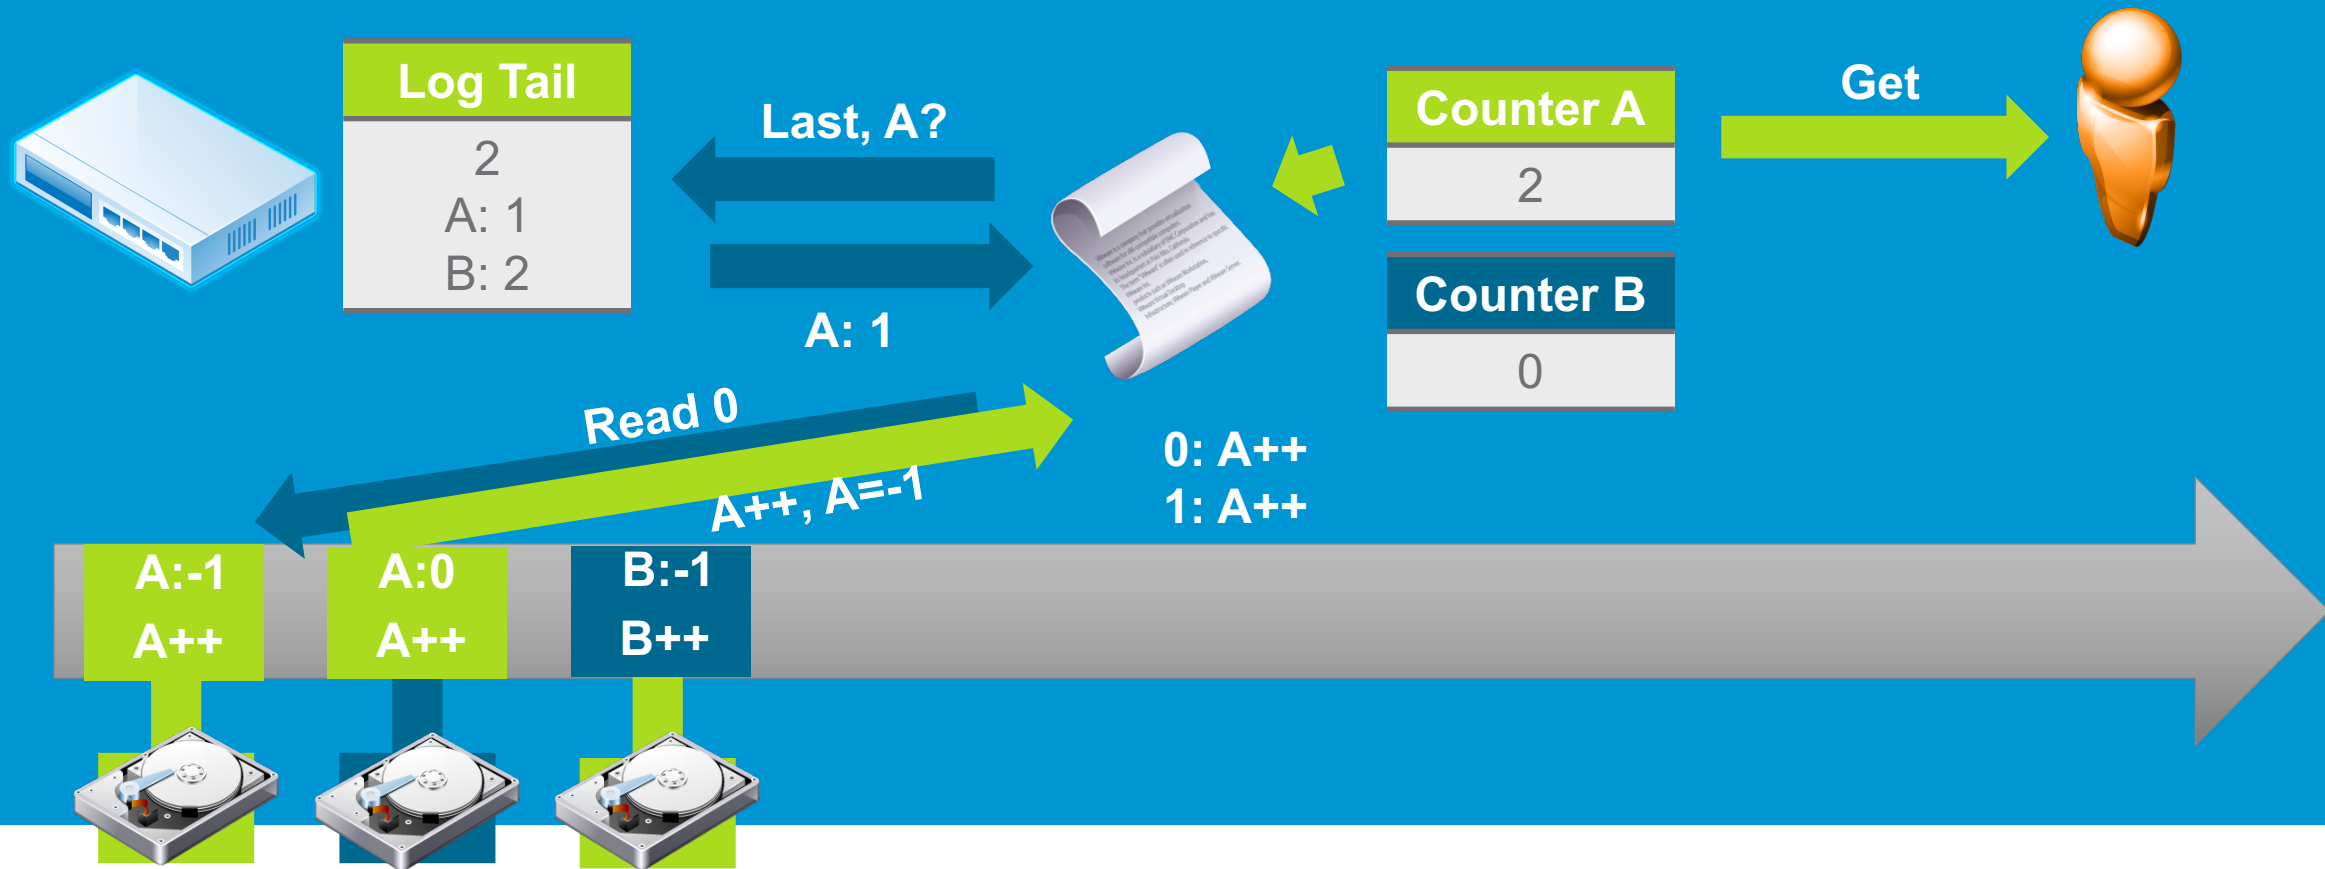 Log Tail
2
A: 1
B: 2
Last, A?
A: 1
Counter A
2
Counter B
0
Get
Read 0
A++, A=-1
0: A++
1: A++
A:-1
A++
A:0
A++
B:-1
B++